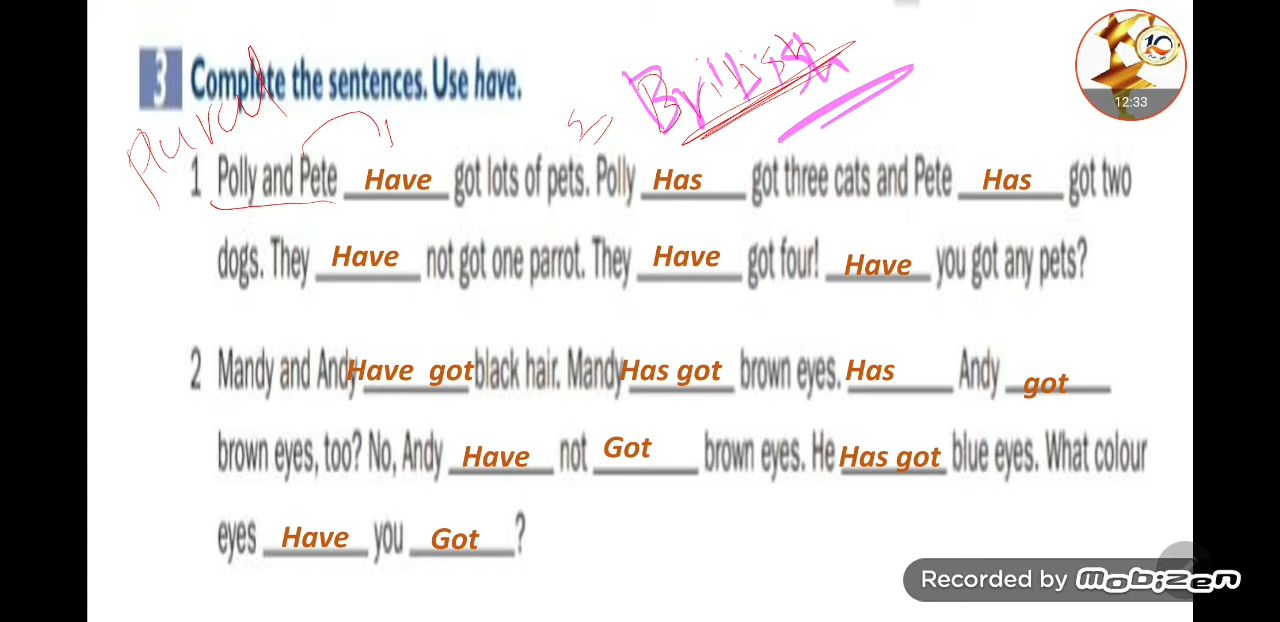 3 Complete the sentences. Use have.
British
plural
10
12:33
1 Polly and Pete Have got lots of pets. Polly Has got three cats and Pete Has got two
dogs. They Have not got one parrot. They Have got four! Have you got any pets?
2 Mandy and Andy Have got black hair. Mandy Has got brown eyes. Has Andy got
brown eyes, too? No, Andy Have not Got brown eyes. He Has got blue eyes. What colour
eyes Have you Got ?
Recorded by Mobizen